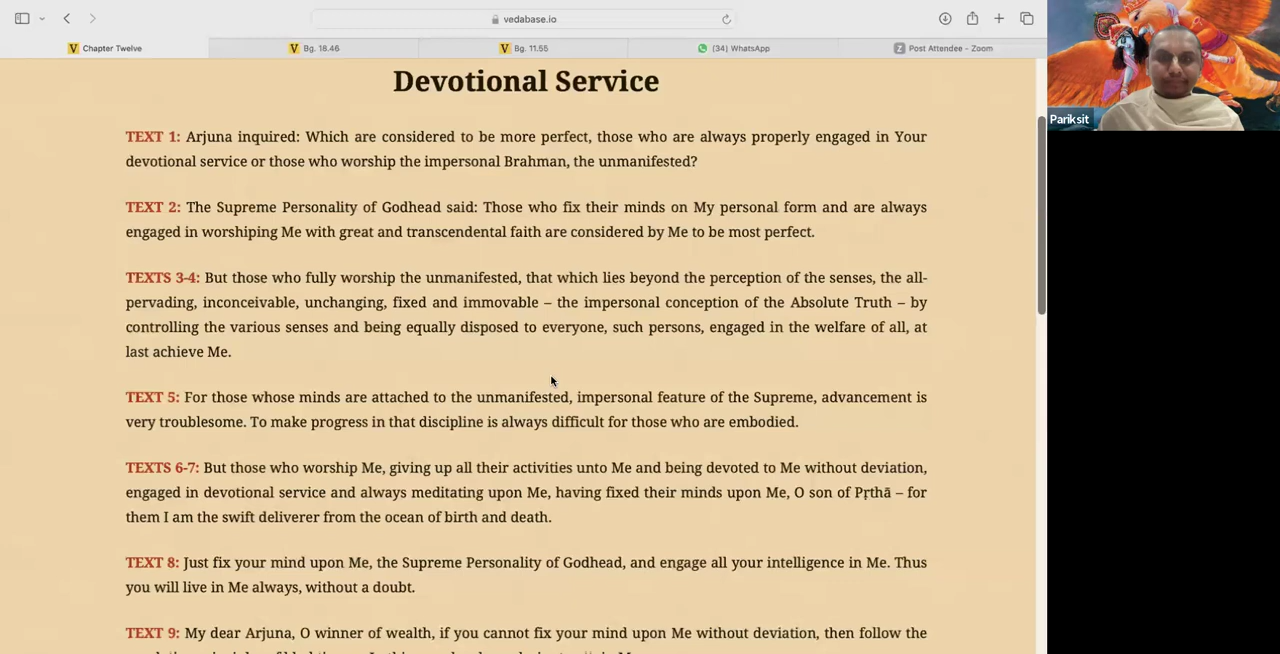 vedabase.io
Chapter Twelve
Bg. 18.46
Bg. 11.55
(34) WhatsApp
Post Attendee - Zoom
Devotional Service
TEXT 1: Arjuna inquired: Which are considered to be more perfect, those who are always properly engaged in Your
devotional service or those who worship the impersonal Brahman, the unmanifested?
TEXT 2: The Supreme Personality of Godhead said: Those who fix their minds on My personal form and are always
engaged in worshiping Me with great and transcendental faith are considered by Me to be most perfect.
TEXTS 3-4: But those who fully worship the unmanifested, that which lies beyond the perception of the senses, the all-
pervading, inconceivable, unchanging, fixed and immovable – the impersonal conception of the Absolute Truth – by
controlling the various senses and being equally disposed to everyone, such persons, engaged in the welfare of all, at
last achieve Me.
TEXT 5: For those whose minds are attached to the unmanifested, impersonal feature of the Supreme, advancement is
very troublesome. To make progress in that discipline is always difficult for those who are embodied.
TEXTS 6-7: But those who worship Me, giving up all their activities unto Me and being devoted to Me without deviation,
engaged in devotional service and always meditating upon Me, having fixed their minds upon Me, O son of Pṛthā – for
them I am the swift deliverer from the ocean of birth and death.
TEXT 8: Just fix your mind upon Me, the Supreme Personality of Godhead, and engage all your intelligence in Me. Thus
you will live in Me always, without a doubt.
TEXT 9: My dear Arjuna, O winner of wealth, if you cannot fix your mind upon Me without deviation, then follow the
Pariksit